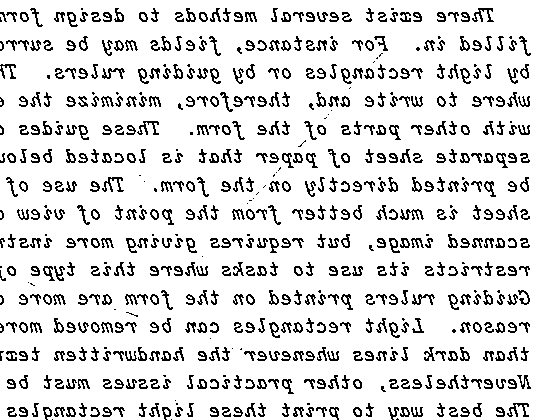 There exist several methods to design form
filled in. For instance, fields may be surro
by light rectangles or by guiding rulers. Th
where to write and, therefore, minimize the
with other parts of the form. These guides
separate sheet of paper that is located below
be printed directly on the form. The use of
sheet is much better from the point of view o
scanned image, but requires giving more instr
restricts its use to tasks where this type of
Guiding rulers printed on the form are more
reason. Light rectangles can be removed more
than dark lines whenever the handwritten text
Nevertheless, other practical issues must be
The best way to print these light rectangles